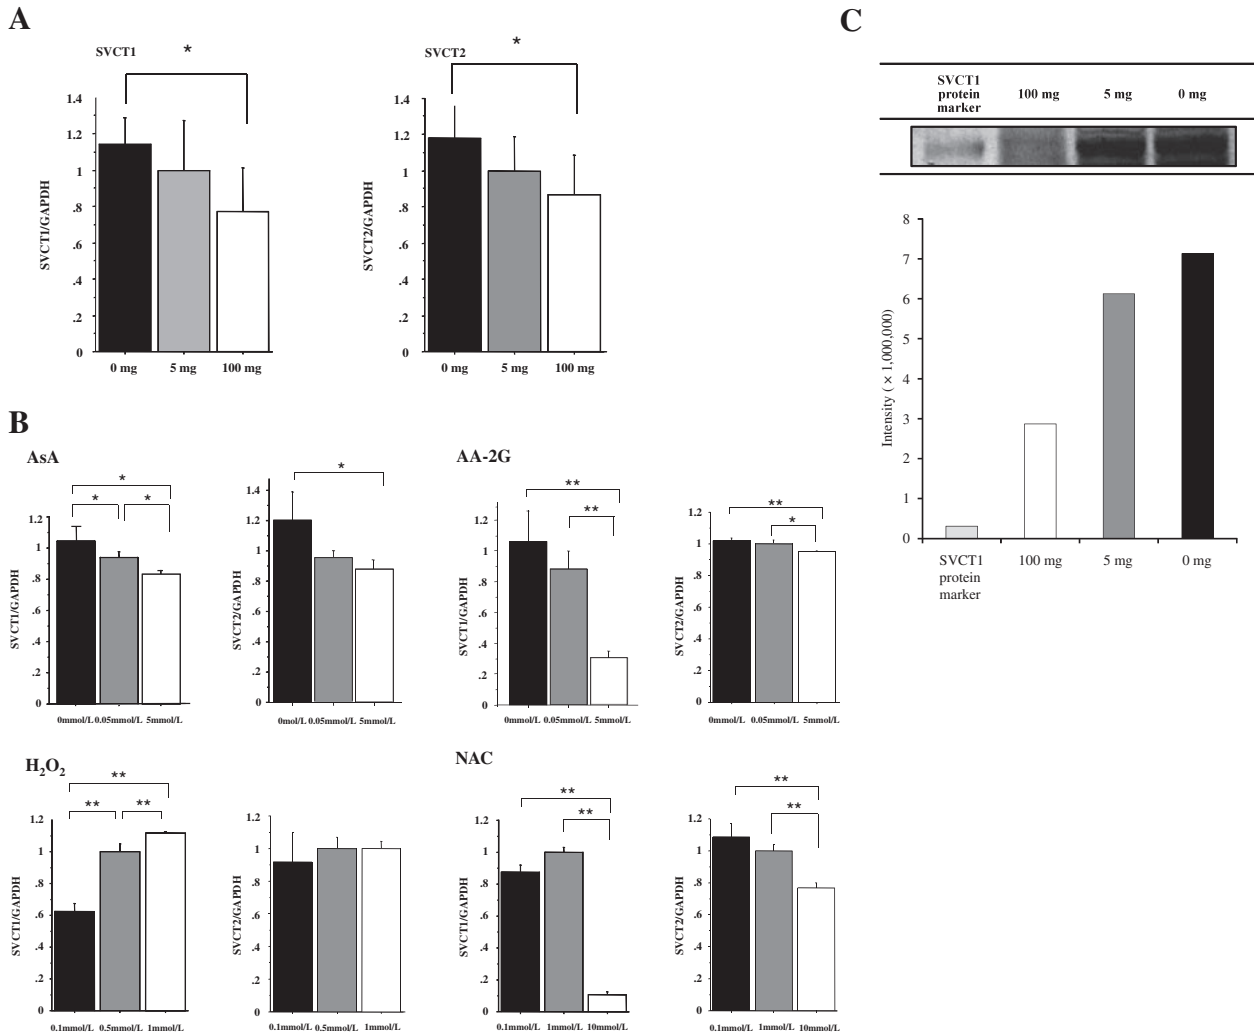 A
SVCT1
*
1.4
1.2
1
.8
.6
.4
.2
0
SVCT1/GAPDH
0 mg 5 mg 100 mg
SVCT2
*
1.4
1.2
1
.8
.6
.4
.2
0
SVCT2/GAPDH
0 mg 5 mg 100 mg
B
AsA
*
* *
1.2
1
.8
.6
.4
.2
0
SVCT1/GAPDH
0mmol/L 0.05mmol/L 5mmol/L
*
1.4
1.2
1
.8
.6
.4
.2
0
SVCT2/GAPDH
0mol/L 0.05mmol/L 5mmol/L
AA-2G
**
**
1.2
1
.8
.6
.4
.2
0
SVCT1/GAPDH
0mmol/L 0.05mmol/L 5mmol/L
**
*
1.2
1
.8
.6
.4
.2
0
SVCT2/GAPDH
0mmol/L 0.05mmol/L 5mmol/L
H₂O₂
**
** **
1.2
1
.8
.6
.4
.2
0
SVCT1/GAPDH
0.1mmol/L 0.5mmol/L 1mmol/L
1.2
1
.8
.6
.4
.2
0
SVCT2/GAPDH
0.1mmol/L 0.5mmol/L 1mmol/L
NAC
**
**
1.2
1
.8
.6
.4
.2
0
SVCT1/GAPDH
0.1mmol/L 1mmol/L 10mmol/L
**
**
1.2
1
.8
.6
.4
.2
0
SVCT2/GAPDH
0.1mmol/L 1mmol/L 10mmol/L
C
SVCT1
protein
marker
100 mg 5 mg 0 mg
8
7
6
5
4
3
2
1
0
Intensity ( × 1,000,000)
SVCT1
protein
marker
100 mg 5 mg 0 mg